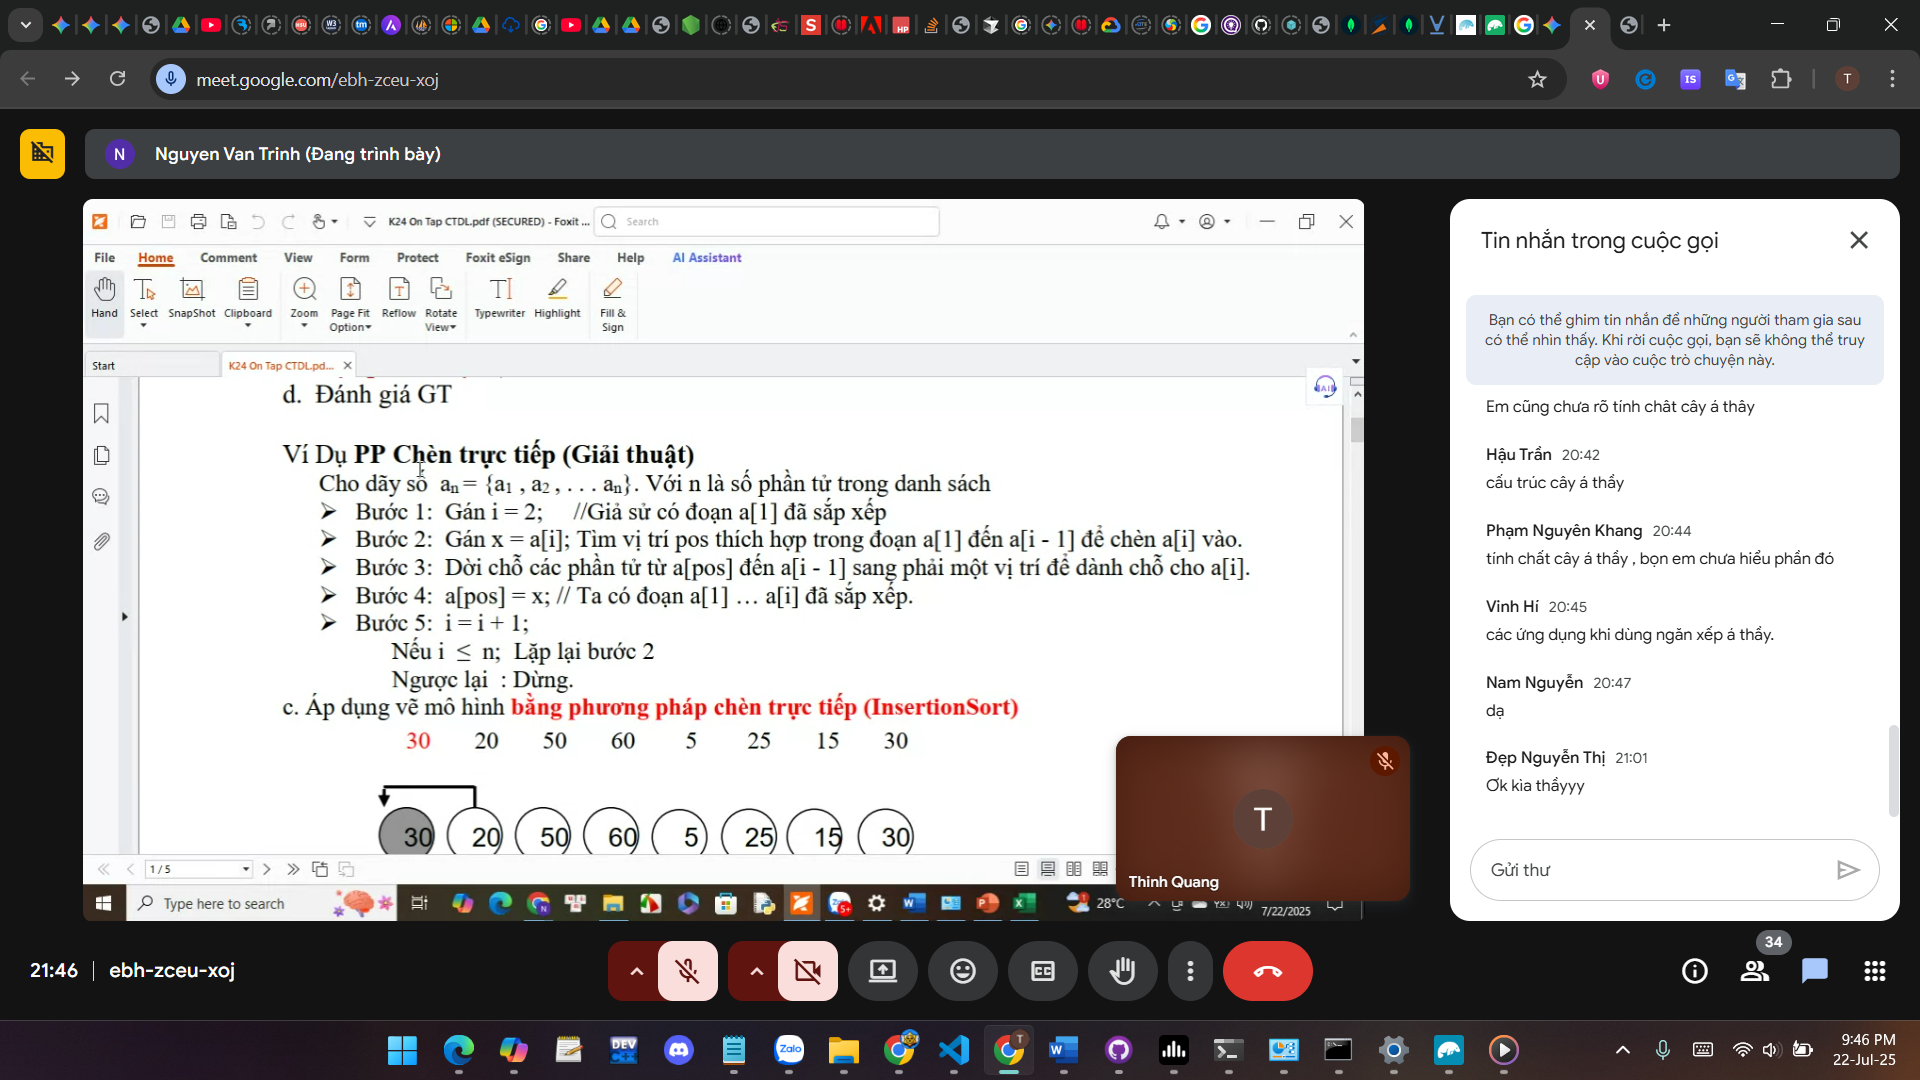 meet.google.com/ebh-zceu-xoj
T
N
Nguyen Van Trinh (Đang trình bày)
K24 On Tap CTDL.pdf (SECURED) - Foxit ...
Search
File Home Comment View Form Protect Foxit eSign Share Help AI Assistant
Hand Select SnapShot Clipboard Zoom Page Fit Option Reflow Rotate View Typewriter Highlight Fill & Sign
Start
K24 On Tap CTDL.pd...
d. Đánh giá GT
Ví Dụ PP Chèn trực tiếp (Giải thuật)
Cho dãy số aₙ = {a₁ , a₂ , . . . aₙ}. Với n là số phần tử trong danh sách
➢ Bước 1: Gán i = 2; //Giả sử có đoạn a[1] đã sắp xếp
➢ Bước 2: Gán x = a[i]; Tìm vị trí pos thích hợp trong đoạn a[1] đến a[i - 1] để chèn a[i] vào.
➢ Bước 3: Dời chỗ các phần tử từ a[pos] đến a[i - 1] sang phải một vị trí để dành chỗ cho a[i].
➢ Bước 4: a[pos] = x; // Ta có đoạn a[1] … a[i] đã sắp xếp.
➢ Bước 5: i = i + 1;
Nếu i ≤ n; Lặp lại bước 2
Ngược lại : Dừng.
c. Áp dụng vẽ mô hình bằng phương pháp chèn trực tiếp (InsertionSort)
30 20 50 60 5 25 15 30
30 20 50 60 5 25 15 30
1 / 5
Type here to search
28°C
7/22/2025
T
Thinh Quang
Tin nhắn trong cuộc gọi
Bạn có thể ghim tin nhắn để những người tham gia sau
có thể nhìn thấy. Khi rời cuộc gọi, bạn sẽ không thể truy
cập vào cuộc trò chuyện này.
Em cũng chưa rõ tính chât cây á thây
Hậu Trần 20:42
cấu trúc cây á thầy
Phạm Nguyên Khang 20:44
tính chất cây á thầy , bọn em chưa hiểu phần đó
Vinh Hí 20:45
các ứng dụng khi dùng ngăn xếp á thầy.
Nam Nguyễn 20:47
dạ
Đẹp Nguyễn Thị 21:01
Ơk kìa thầyyy
Gửi thư
21:46 | ebh-zceu-xoj
34
9:46 PM
22-Jul-25